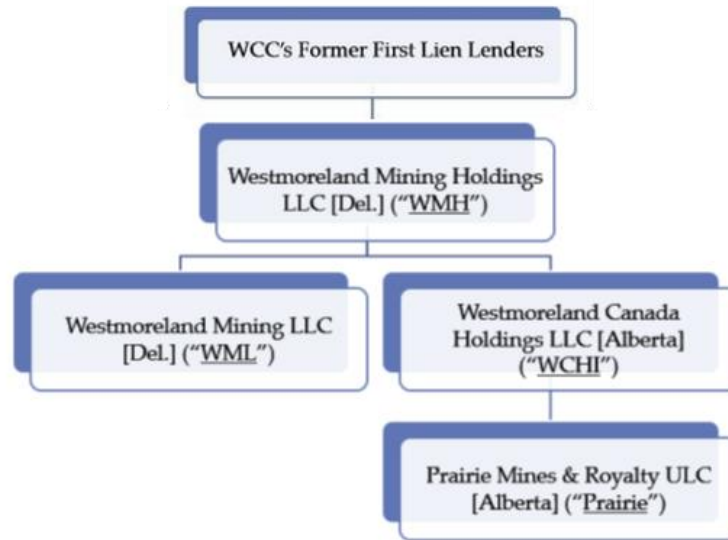 WCC's Former First Lien Lenders
Westmoreland Mining Holdings
LLC [Del.] (“WMH”)
Westmoreland Mining LLC
[Del.] (“WML”)
Westmoreland Canada
Holdings LLC [Alberta]
(“WCHI”)
Prairie Mines & Royalty ULC
[Alberta] (“Prairie”)